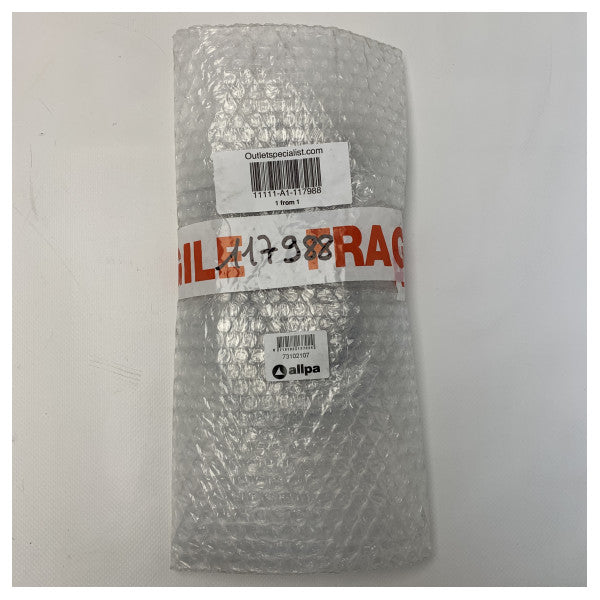 Outletspecialist.com
11111-A1-117988
1 from 1
GILE 117988 FRAG
73102107
allpa